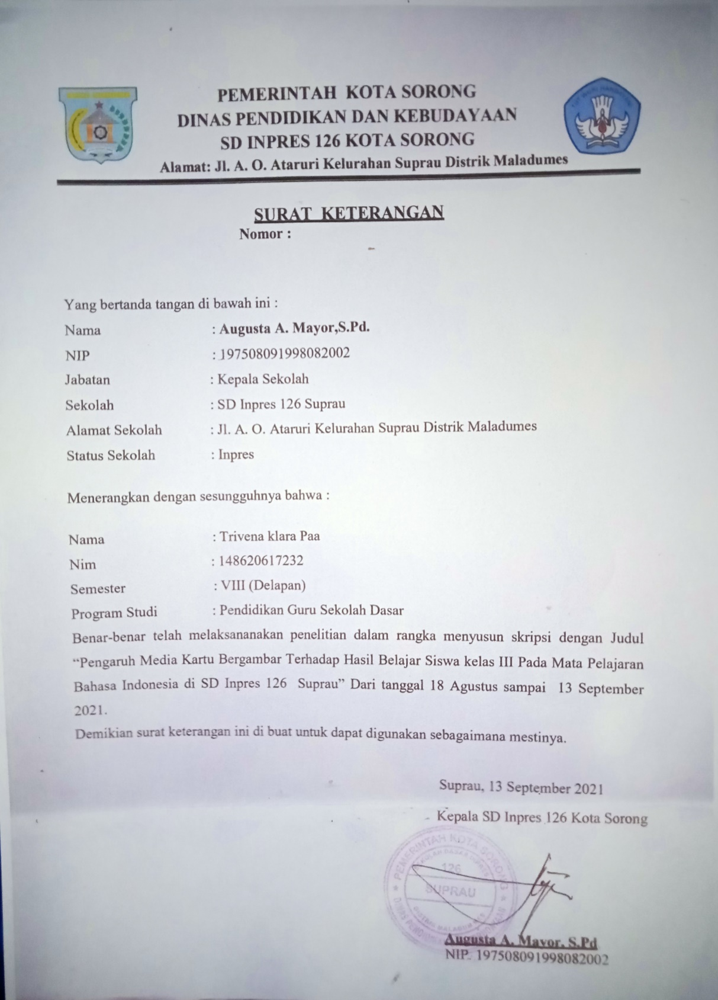 PEMERINTAH KOTA SORONG
DINAS PENDIDIKAN DAN KEBUDAYAAN
SD INPRES 126 KOTA SORONG
Alamat: Jl. A. O. Ataruri Kelurahan Suprau Distrik Maladumes
SURAT KETERANGAN
Nomor :
Yang bertanda tangan di bawah ini :
Nama : Augusta A. Mayor,S.Pd.
NIP : 197508091998082002
Jabatan : Kepala Sekolah
Sekolah : SD Inpres 126 Suprau
Alamat Sekolah : Jl. A. O. Ataruri Kelurahan Suprau Distrik Maladumes
Status Sekolah : Inpres
Menerangkan dengan sesungguhnya bahwa :
Nama : Trivena klara Paa
Nim : 148620617232
Semester : VIII (Delapan)
Program Studi : Pendidikan Guru Sekolah Dasar
Benar-benar telah melaksananakan penelitian dalam rangka menyusun skripsi dengan Judul
“Pengaruh Media Kartu Bergambar Terhadap Hasil Belajar Siswa kelas III Pada Mata Pelajaran
Bahasa Indonesia di SD Inpres 126 Suprau” Dari tanggal 18 Agustus sampai 13 September
2021.
Demikian surat keterangan ini di buat untuk dapat digunakan sebagaimana mestinya.
Suprau, 13 September 2021
Kepala SD Inpres 126 Kota Sorong
PEMERINTAH KOTA SORONG
126
SUPRAU
Augusta A. Mayor. S.Pd
NIP. 197508091998082002